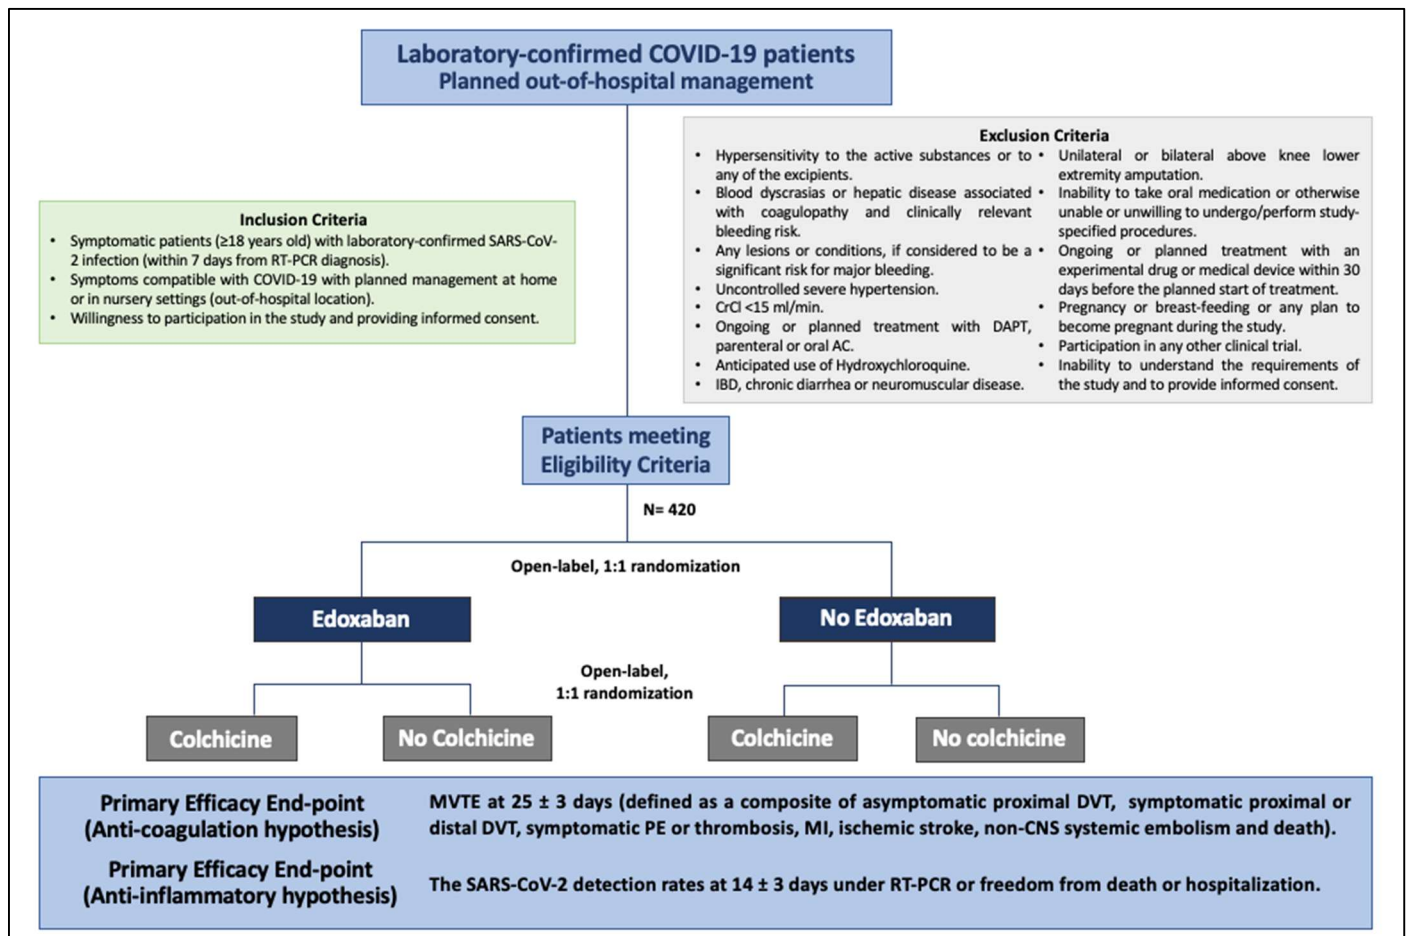 Laboratory-confirmed COVID-19 patients
Planned out-of-hospital management
Inclusion Criteria
• Symptomatic patients (≥18 years old) with laboratory-confirmed SARS-CoV-
2 infection (within 7 days from RT-PCR diagnosis).
• Symptoms compatible with COVID-19 with planned management at home
or in nursery settings (out-of-hospital location).
• Willingness to participation in the study and providing informed consent.
Exclusion Criteria
• Hypersensitivity to the active substances or to
any of the excipients.
• Blood dyscrasias or hepatic disease associated
with coagulopathy and clinically relevant
bleeding risk.
• Any lesions or conditions, if considered to be a
significant risk for major bleeding.
• Uncontrolled severe hypertension.
• CrCl <15 ml/min.
• Ongoing or planned treatment with DAPT,
parenteral or oral AC.
• Anticipated use of Hydroxychloroquine.
• IBD, chronic diarrhea or neuromuscular disease.
• Unilateral or bilateral above knee lower
extremity amputation.
• Inability to take oral medication or otherwise
unable or unwilling to undergo/perform study-
specified procedures.
• Ongoing or planned treatment with an
experimental drug or medical device within 30
days before the planned start of treatment.
• Pregnancy or breast-feeding or any plan to
become pregnant during the study.
• Participation in any other clinical trial.
• Inability to understand the requirements of
the study and to provide informed consent.
Patients meeting
Eligibility Criteria
N= 420
Open-label, 1:1 randomization
Edoxaban
No Edoxaban
Open-label,
1:1 randomization
Colchicine
No Colchicine
Colchicine
No colchicine
Primary Efficacy End-point
(Anti-coagulation hypothesis)
MVTE at 25 ± 3 days (defined as a composite of asymptomatic proximal DVT, symptomatic proximal or
distal DVT, symptomatic PE or thrombosis, MI, ischemic stroke, non-CNS systemic embolism and death).
Primary Efficacy End-point
(Anti-inflammatory hypothesis)
The SARS-CoV-2 detection rates at 14 ± 3 days under RT-PCR or freedom from death or hospitalization.